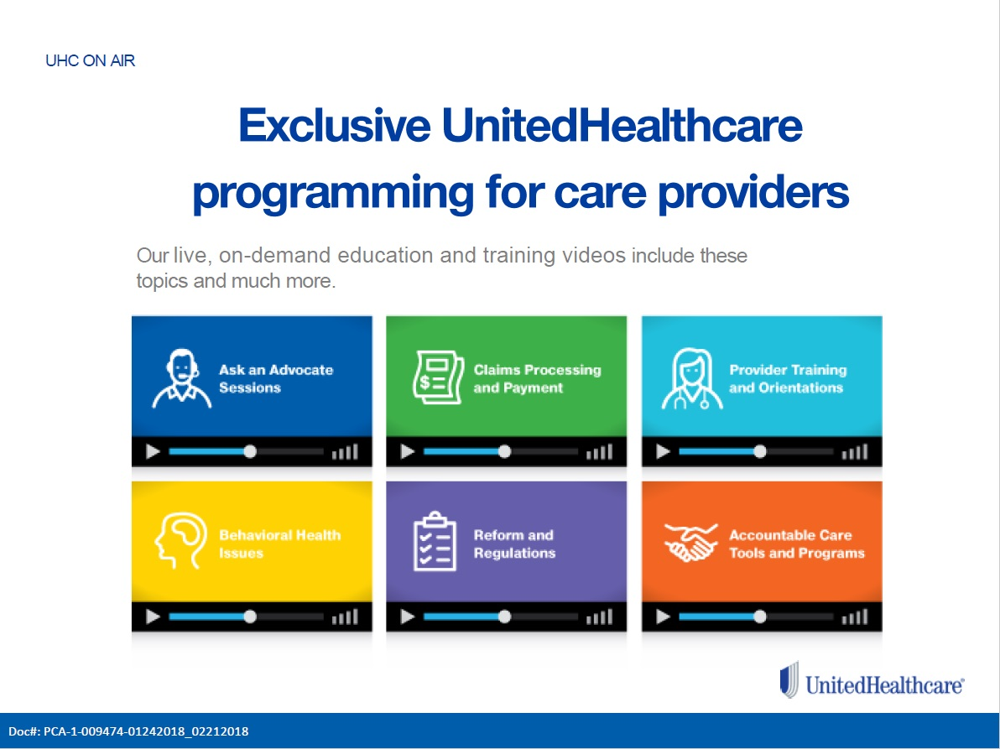 UHC ON AIR
Exclusive UnitedHealthcare
programming for care providers
Our live, on-demand education and training videos include these
topics and much more.
Ask an Advocate
Sessions
$
Claims Processing
and Payment
Provider Training
and Orientations
Behavioral Health
Issues
Reform and
Regulations
Accountable Care
Tools and Programs
UnitedHealthcare®
Doc#: PCA-1-009474-01242018_02212018